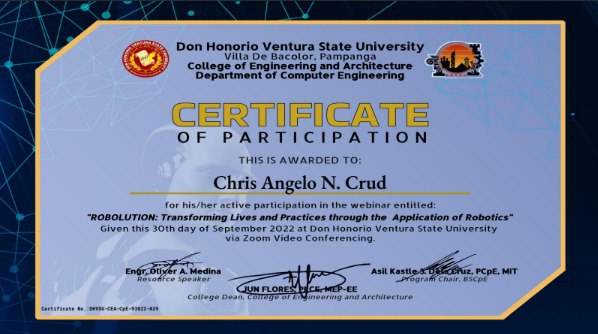 Don Honorio Ventura State University
Villa De Bacolor, Pampanga
College of Engineering and Architecture
Department of Computer Engineering
CERTIFICATE
OF PARTICIPATION
THIS IS AWARDED TO:
Chris Angelo N. Crud
for his/her active participation in the webinar entitled:
"ROBOLUTION: Transforming Lives and Practices through the Application of Robotics"
Given this 30th day of September 2022 at Don Honorio Ventura State University
via Zoom Video Conferencing.
Engr. Oliver A. Medina
Resource Speaker
Asil Kastle S. Dela Cruz, PCpE, MIT
Program Chair, BSCpE
JUN FLORES, PECE, MEP-EE
College Dean, College of Engineering and Architecture
Certificate No.:DHVSU-CEA-CpE-93022-025